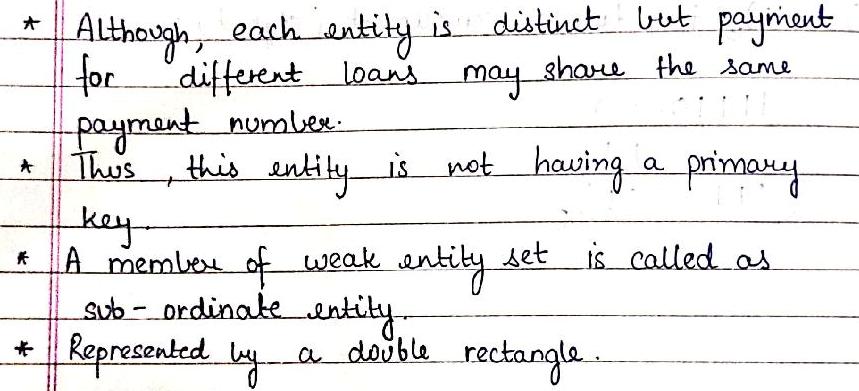 * Although, each entity is distinct but payment
for different loans may share the same
payment number.
* Thus, this entity is not having a primary
key.
* A member of weak entity set is called as
sub-ordinate entity.
* Represented by a double rectangle.